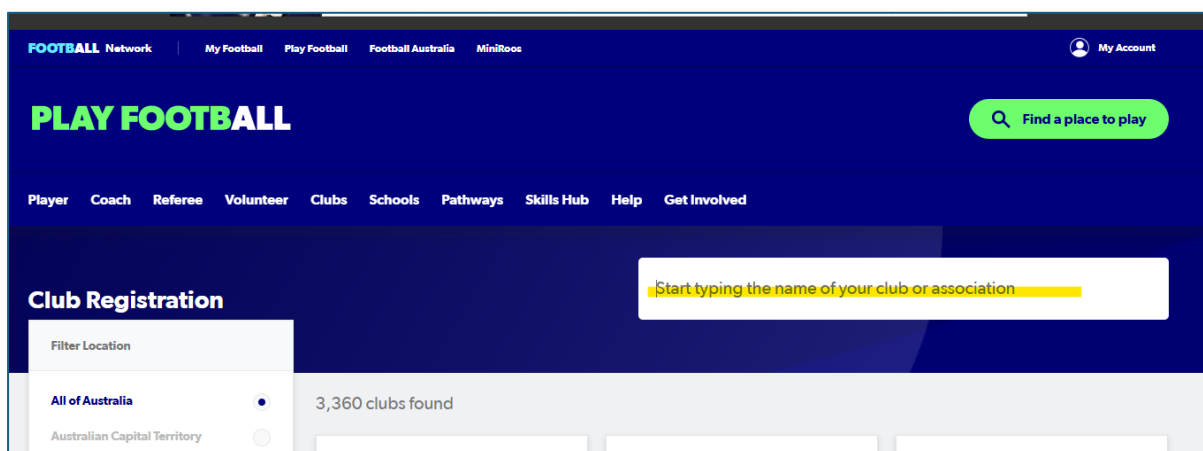 FOOTBALL Network
My Football
Play Football
Football Australia
MiniRoos
My Account
PLAY FOOTBALL
Find a place to play
Player
Coach
Referee
Volunteer
Clubs
Schools
Pathways
Skills Hub
Help
Get Involved
Start typing the name of your club or association
Club Registration
Filter Location
All of Australia
3,360 clubs found
Australian Capital Territory